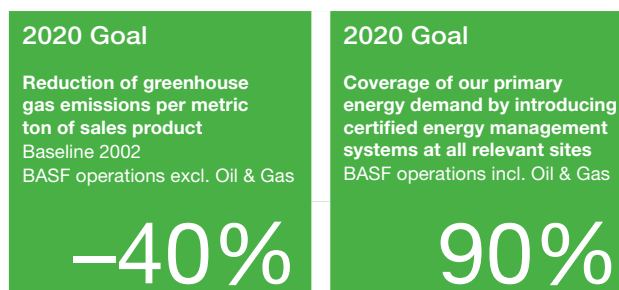 2020 Goal
Reduction of greenhouse
gas emissions per metric
ton of sales product
Baseline 2002
BASF operations excl. Oil & Gas
–40%
2020 Goal
Coverage of our primary
energy demand by introducing
certified energy management
systems at all relevant sites
BASF operations incl. Oil & Gas
90%